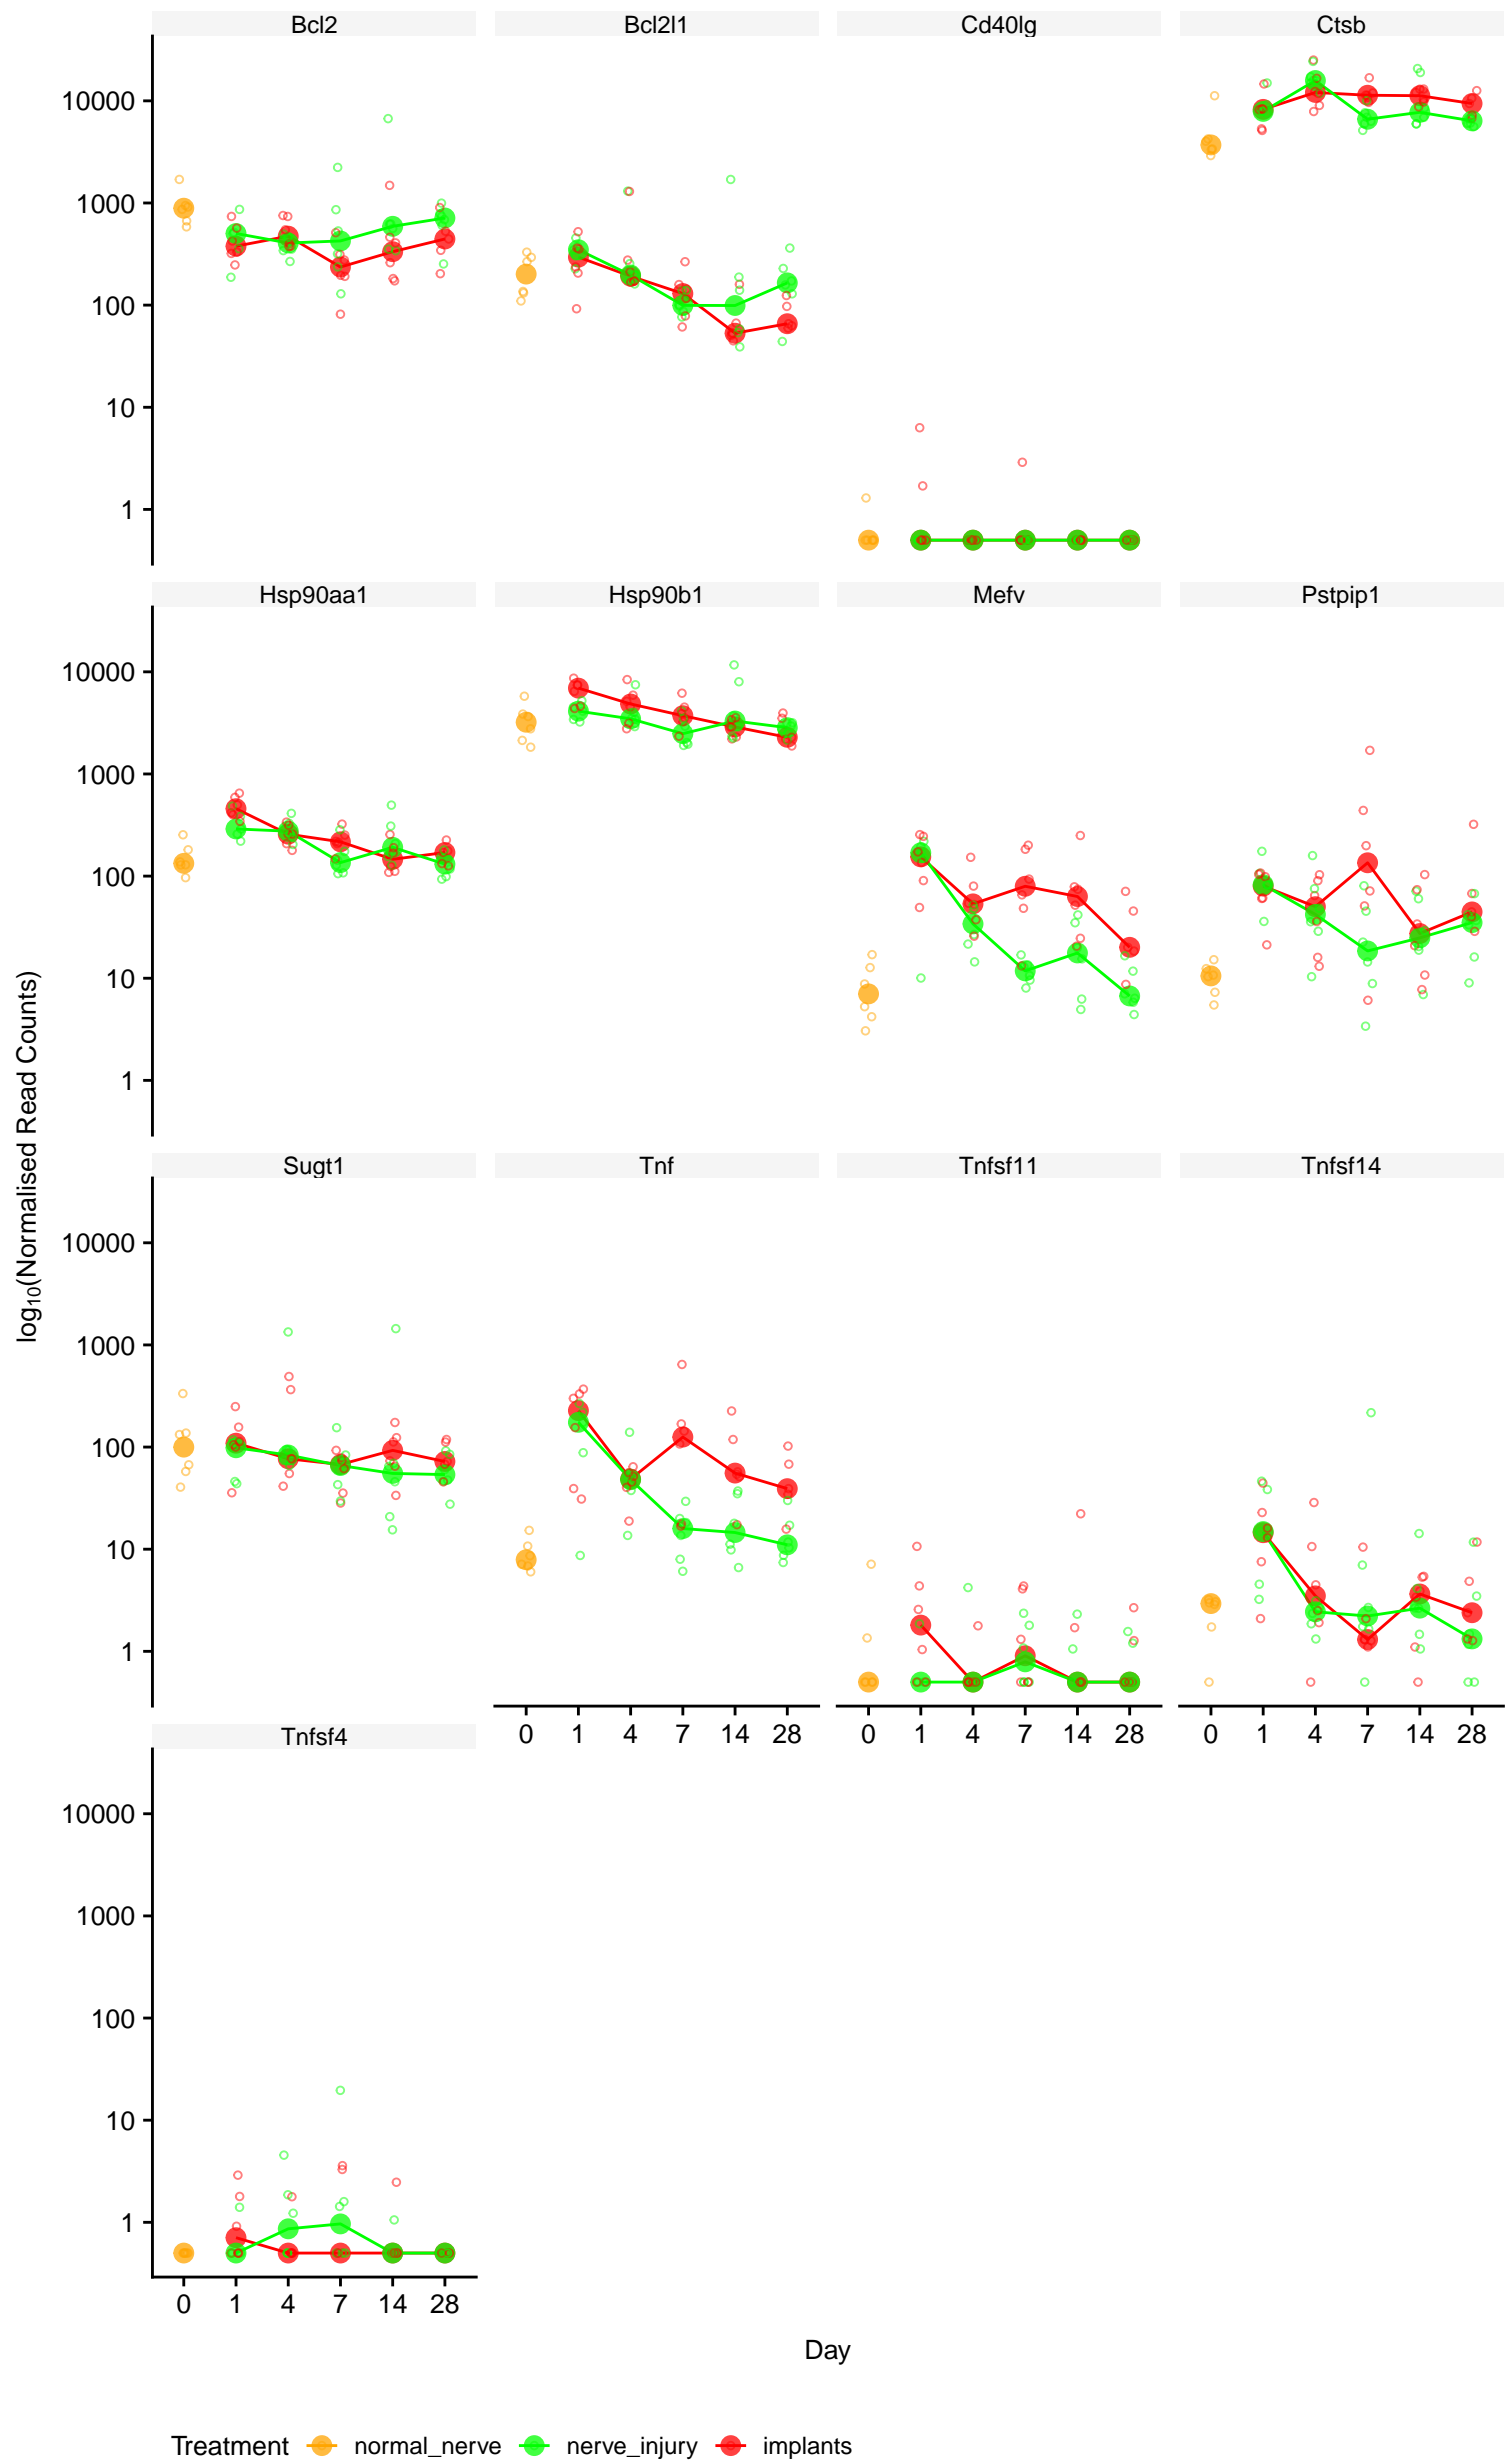 Bcl2 Bcl2l1 Cd40lg Ctsb
10000
1000
100
10
1
Hsp90aa1 Hsp90b1 Mefv Pstpip1
10000
1000
100
10
1
log10(Normalised Read Counts)
Sugt1 Tnf Tnfsf11 Tnfsf14
10000
1000
100
10
1
0 1 4 7 14 28 0 1 4 7 14 28 0 1 4 7 14 28
Tnfsf4
10000
1000
100
10
1
0 1 4 7 14 28
Day
Treatment normal_nerve nerve_injury implants